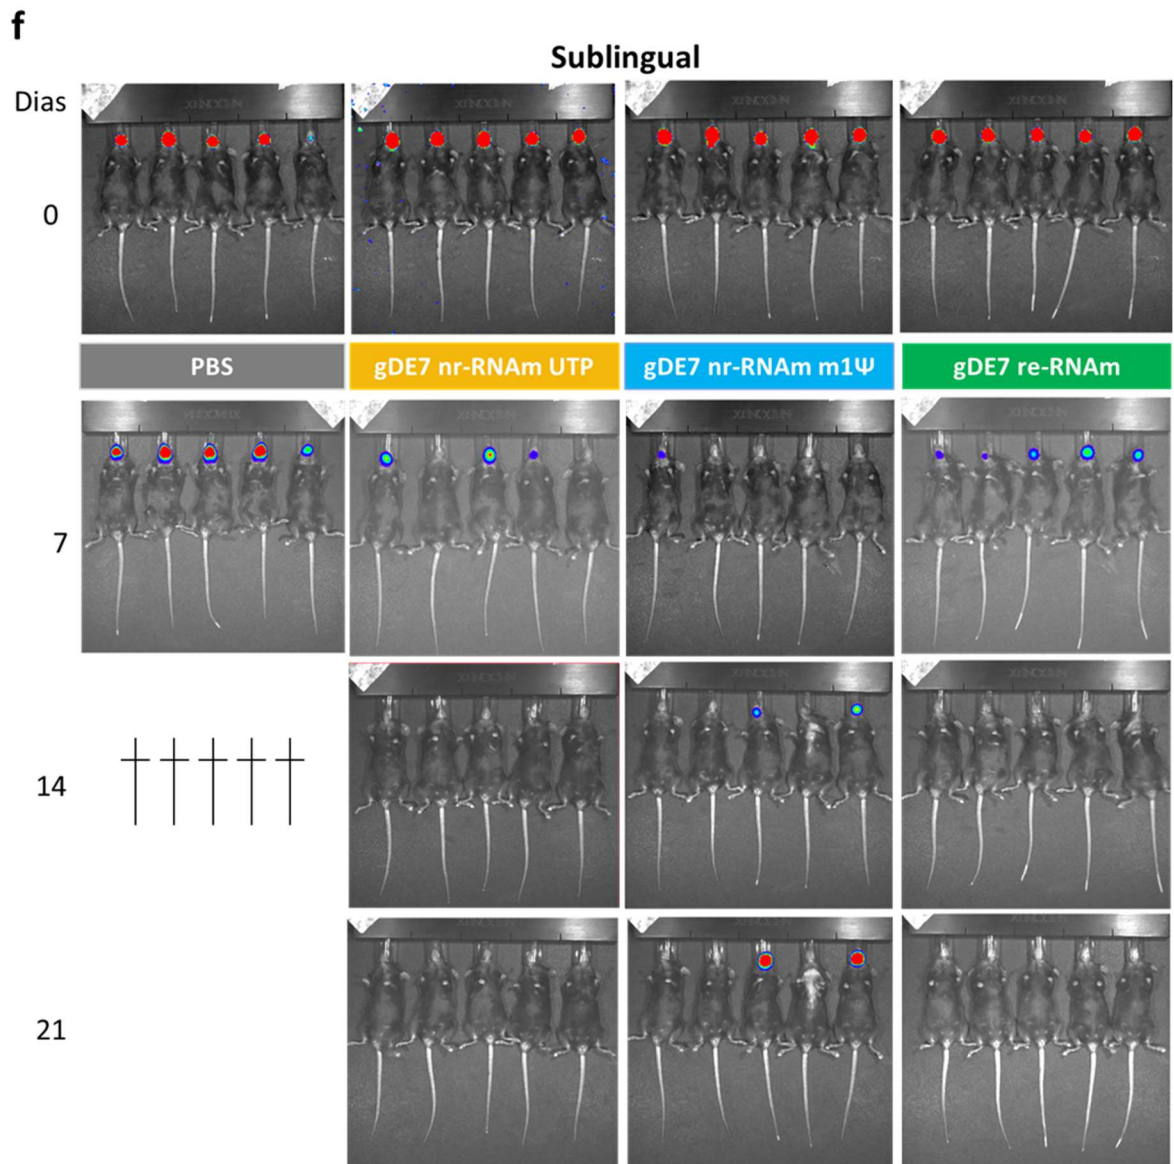 f
Sublingual
Dias
0
PBS
gDE7 nr-RNAm UTP
gDE7 nr-RNAm m1Ψ
gDE7 re-RNAm
7
14
21